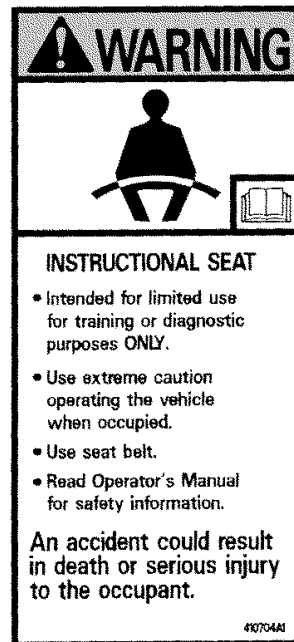 WARNING
INSTRUCTIONAL SEAT
• Intended for limited use
for training or diagnostic
purposes ONLY.
• Use extreme caution
operating the vehicle
when occupied.
• Use seat belt.
• Read Operator's Manual
for safety information.
An accident could result
in death or serious injury
to the occupant.
410704A1